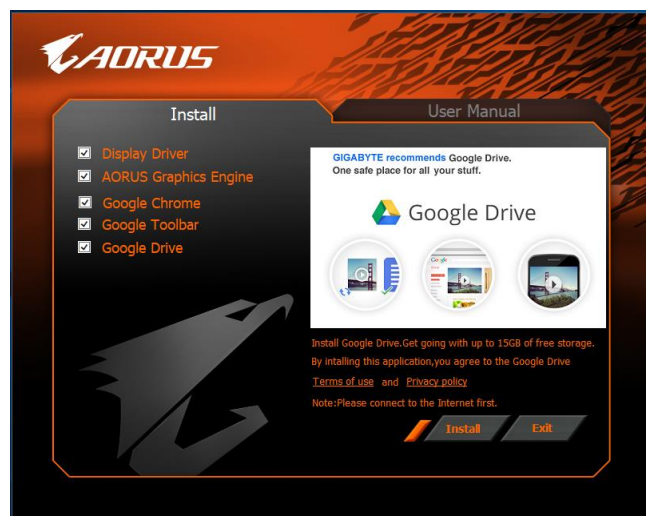 AORUS
Install
User Manual
Display Driver
AORUS Graphics Engine
Google Chrome
Google Toolbar
Google Drive
GIGABYTE recommends Google Drive.
One safe place for all your stuff.
Google Drive
Google
Install Google Drive.Get going with up to 15GB of free storage.
By intalling this application,you agree to the Google Drive
Terms of use and Privacy policy
Note:Please connect to the Internet first.
Install
Exit